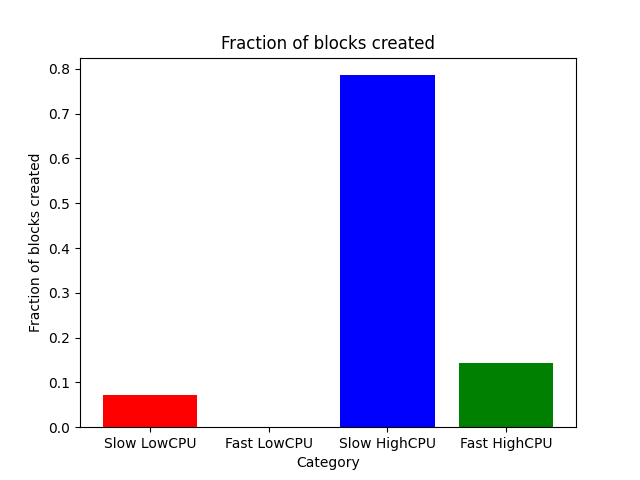 Fraction of blocks created
Fraction of blocks created
0.8
0.7
0.6
0.5
0.4
0.3
0.2
0.1
0.0
Slow LowCPU
Fast LowCPU
Slow HighCPU
Fast HighCPU
Category